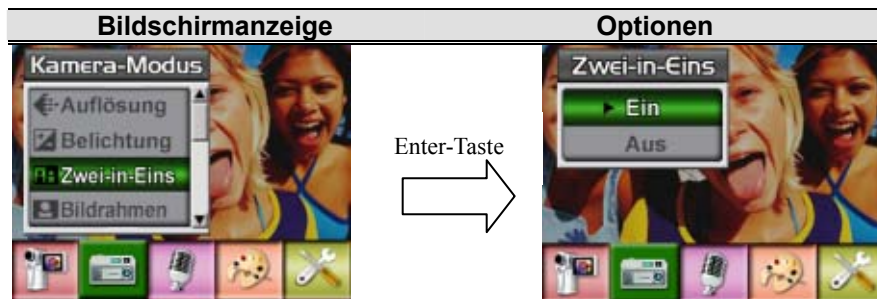 Bildschirmanzeige Optionen
Kamera-Modus
Auflösung
Belichtung
Zwei-in-Eins
Bildrahmen
Enter-Taste
Zwei-in-Eins
Ein
Aus